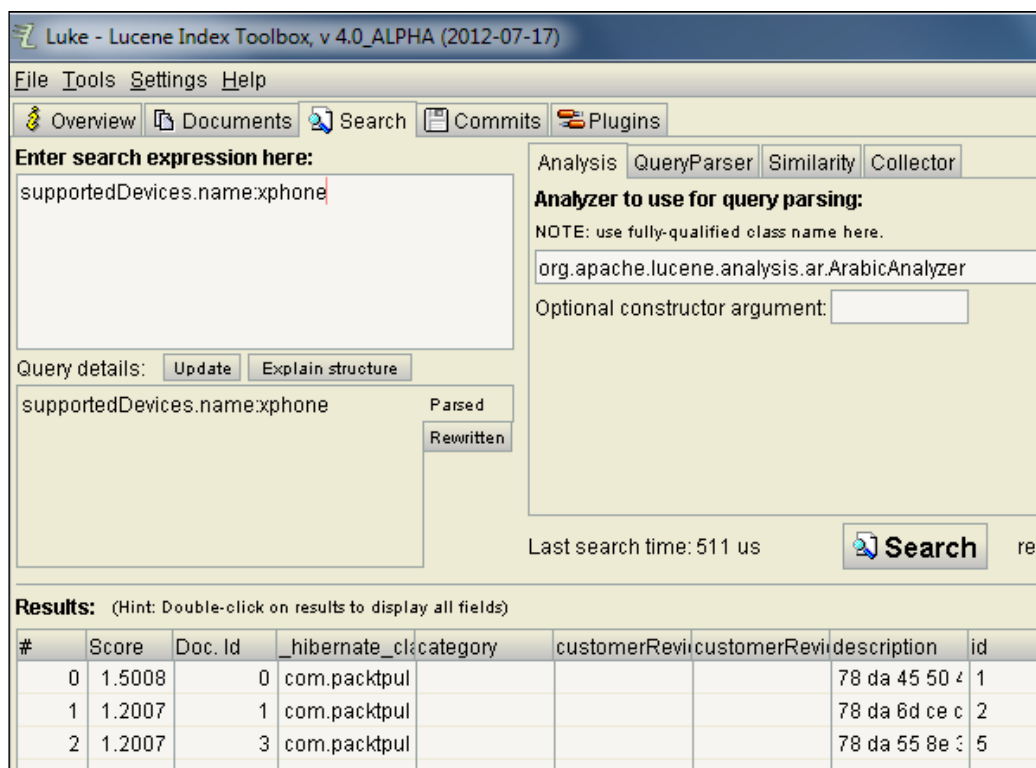 Luke - Lucene Index Toolbox, v 4.0_ALPHA (2012-07-17)
File Tools Settings Help
Overview Documents Search Commits Plugins
Enter search expression here:
supportedDevices.name:xphone
Analysis QueryParser Similarity Collector
Analyzer to use for query parsing:
NOTE: use fully-qualified class name here.
org.apache.lucene.analysis.ar.ArabicAnalyzer
Optional constructor argument:
Query details: Update Explain structure
supportedDevices.name:xphone
Parsed
Rewritten
Last search time: 511 us Search re
Results: (Hint: Double-click on results to display all fields)
# Score Doc. Id _hibernate_cla category customerRevi customerRevi description id
0 1.5008 0 com.packtpul 78 da 45 50 4 1
1 1.2007 1 com.packtpul 78 da 6d ce c 2
2 1.2007 3 com.packtpul 78 da 55 8e 3 5